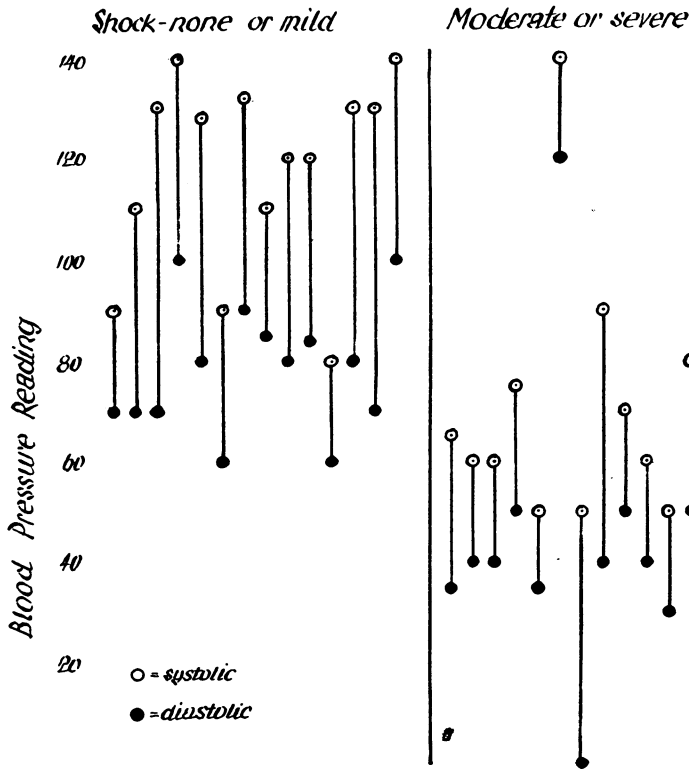 Shock-none or mild
Moderate or severe
140
120
100
80
60
40
20
Blood Pressure Reading
= systolic
= diastolic